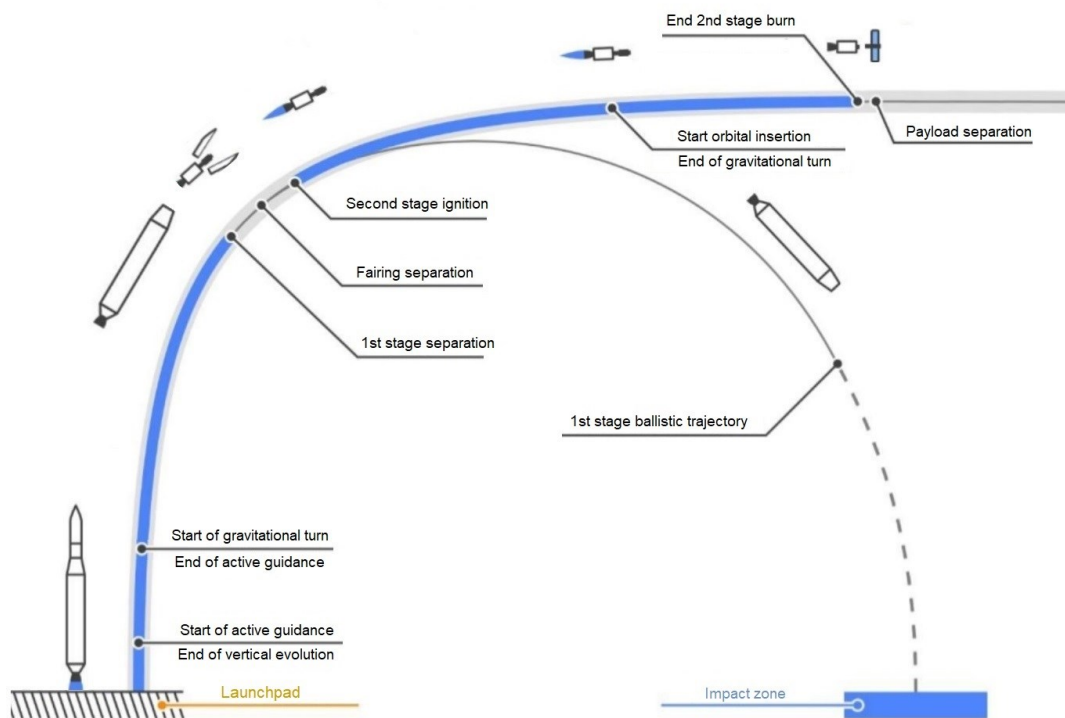 End 2nd stage burn
Payload separation
Start orbital insertion
End of gravitational turn
Second stage ignition
Fairing separation
1st stage separation
1st stage ballistic trajectory
Start of gravitational turn
End of active guidance
Start of active guidance
End of vertical evolution
Launchpad
Impact zone